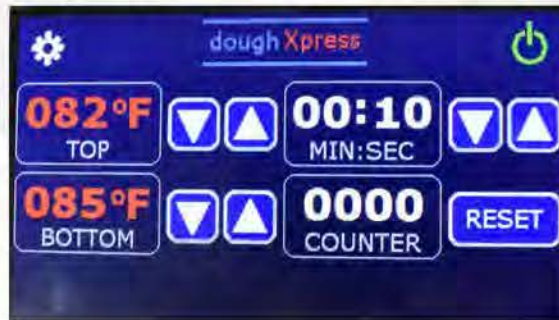 dough Xpress
082°F 00:10
TOP MIN:SEC
085°F 0000 RESET
BOTTOM COUNTER